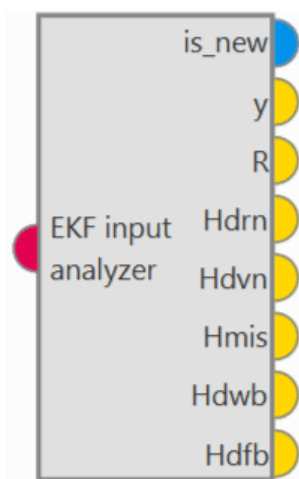 is_new
y
R
Hdrn
EKF input
analyzer
Hdvn
Hmis
Hdwb
Hdfb